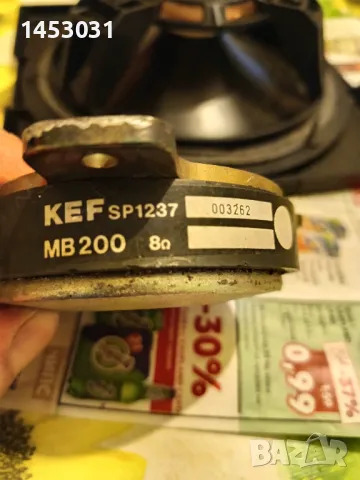 1453031
KEF SP1237 003262
MB200 8Ω
-30%
0,99
BAZAR